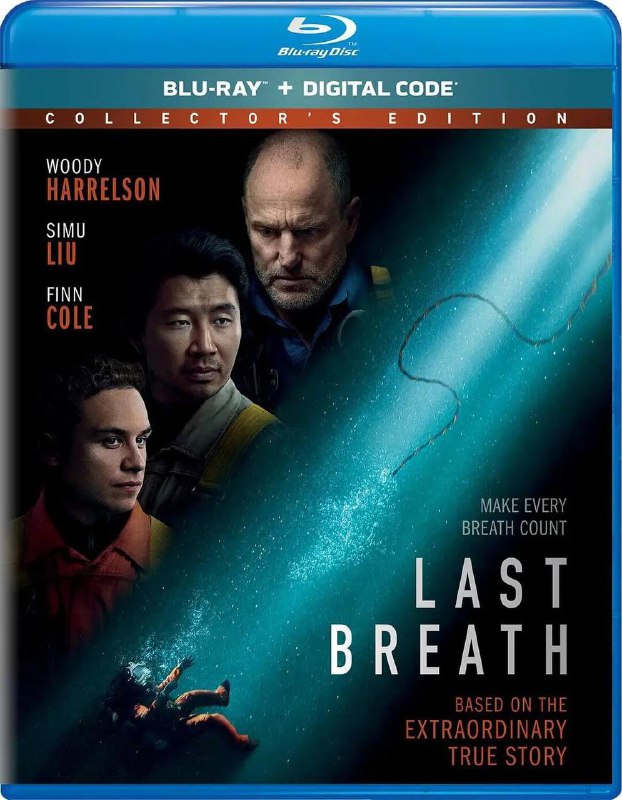 Blu-ray Disc
BLU-RAY™ + DIGITAL CODE*
COLLECTOR'S EDITION
WOODY
HARRELSON
SIMU
LIU
FINN
COLE
MAKE EVERY
BREATH COUNT
LAST
BREATH
BASED ON THE
EXTRAORDINARY
TRUE STORY